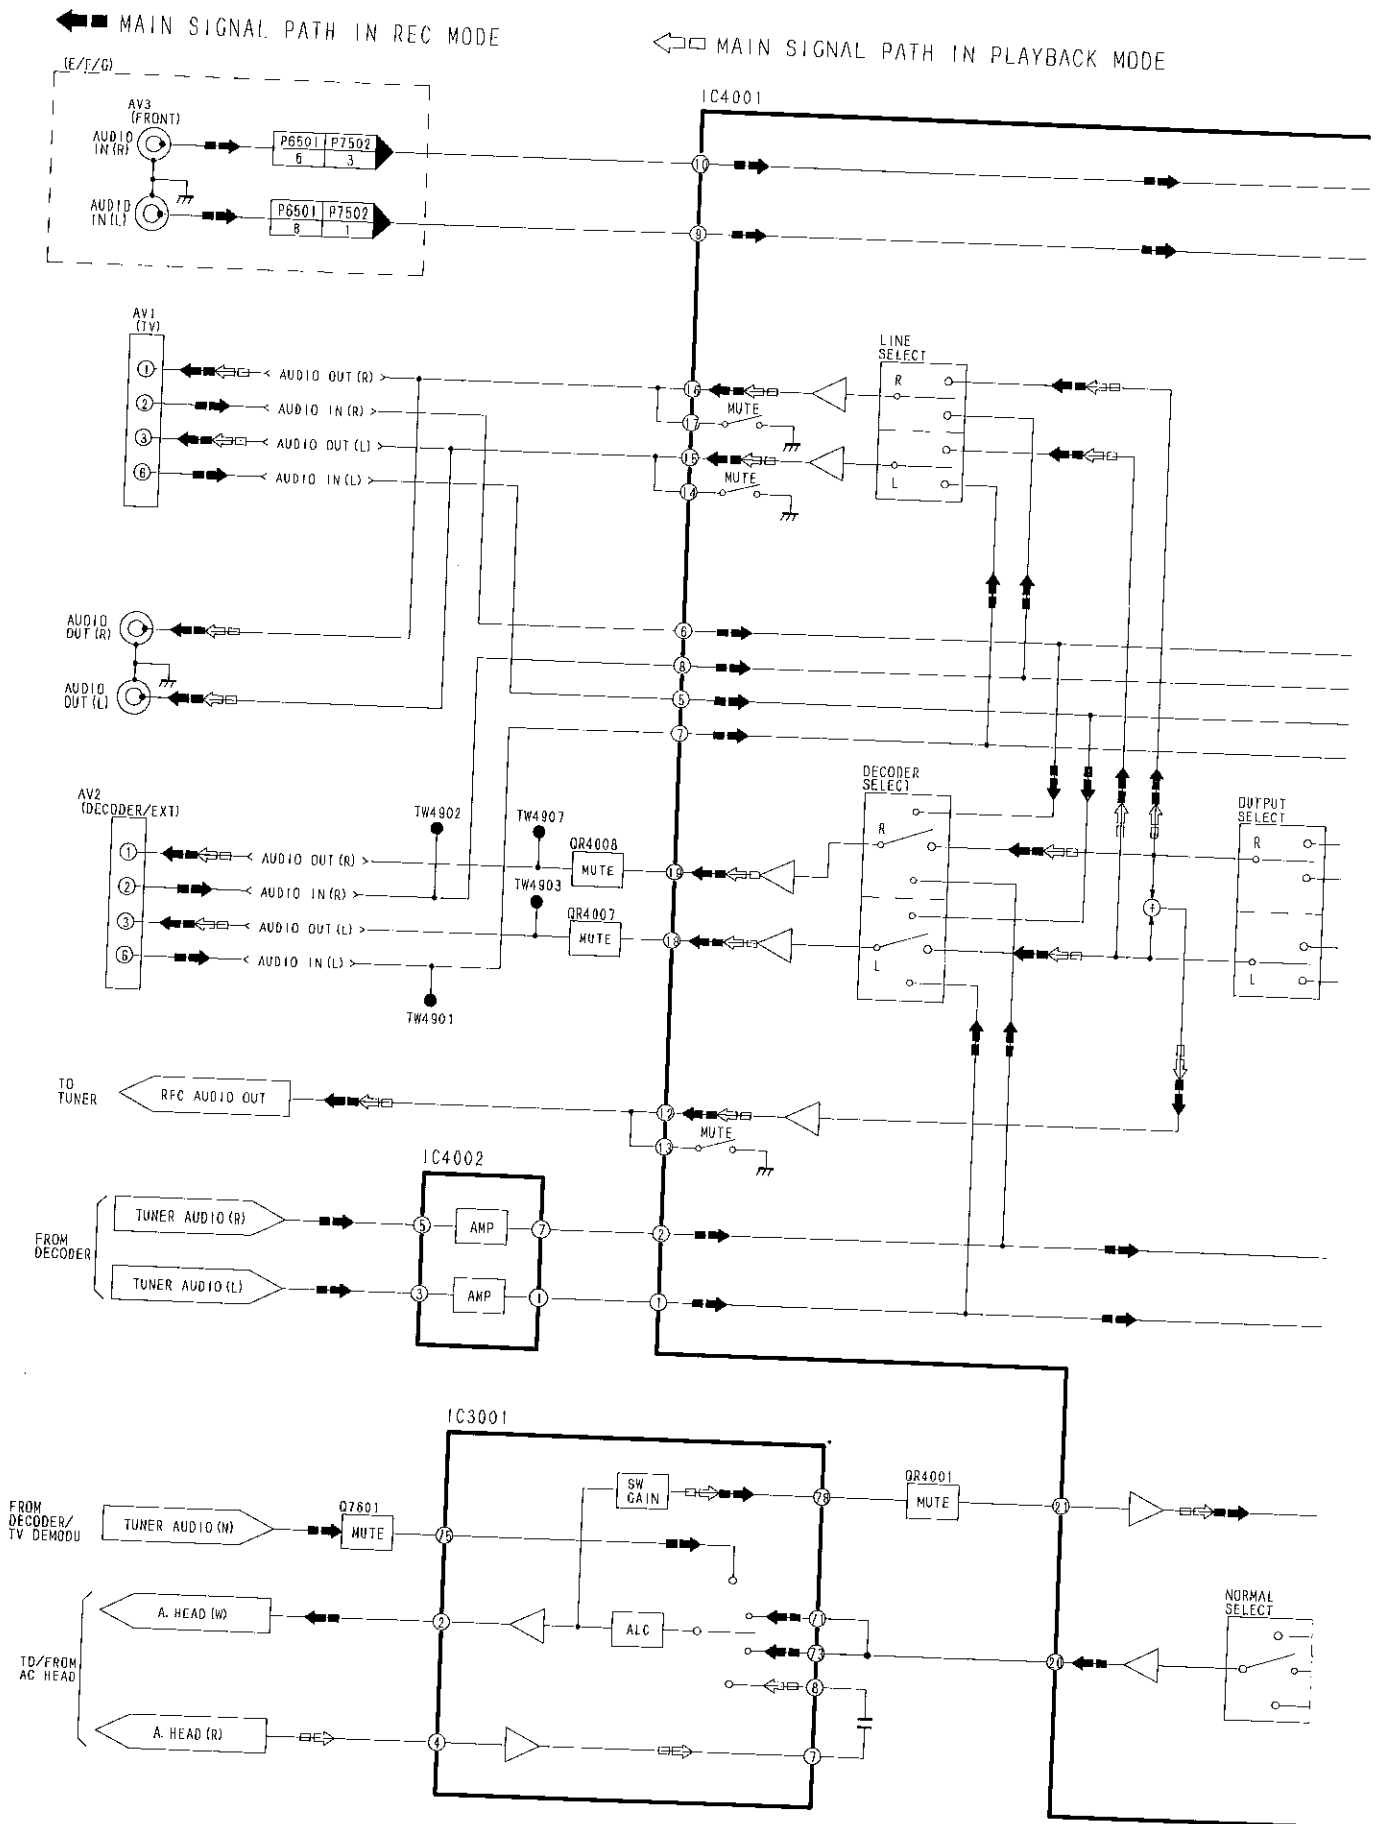 MAIN SIGNAL PATH IN REC MODE
MAIN SIGNAL PATH IN PLAYBACK MODE
(E/F/G)
AV3
(FRONT)
AUDIO
IN(R)
P6501 P7502
6 3
AUDIO
IN(L)
P6501 P7502
8 1
IC4001
10
9
AV1
(TV)
1
AUDIO OUT(R)
2
AUDIO IN(R)
3
AUDIO OUT(L)
6
AUDIO IN(L)
16
17
MUTE
15
14
MUTE
LINE
SELECT
R
L
AUDIO
OUT(R)
AUDIO
OUT(L)
6
8
5
7
AV2
(DECODER/EXT)
1
AUDIO OUT(R)
2
AUDIO IN(R)
3
AUDIO OUT(L)
6
AUDIO IN(L)
TW4902
TW4907
TW4903
TW4901
QR4008
MUTE
QR4007
MUTE
19
18
DECODER
SELECT
R
L
OUTPUT
SELECT
R
L
+
TO
TUNER
RFC AUDIO OUT
12
13
MUTE
IC4002
FROM
DECODER
TUNER AUDIO(R)
5
AMP
7
2
TUNER AUDIO(L)
3
AMP
1
1
IC3001
FROM
DECODER/
TV DEMODU
TUNER AUDIO(N)
Q7601
MUTE
75
SW
GAIN
78
QR4001
MUTE
21
TO/FROM
AC HEAD
A. HEAD(W)
2
ALC
71
73
8
20
NORMAL
SELECT
A. HEAD(R)
4
7